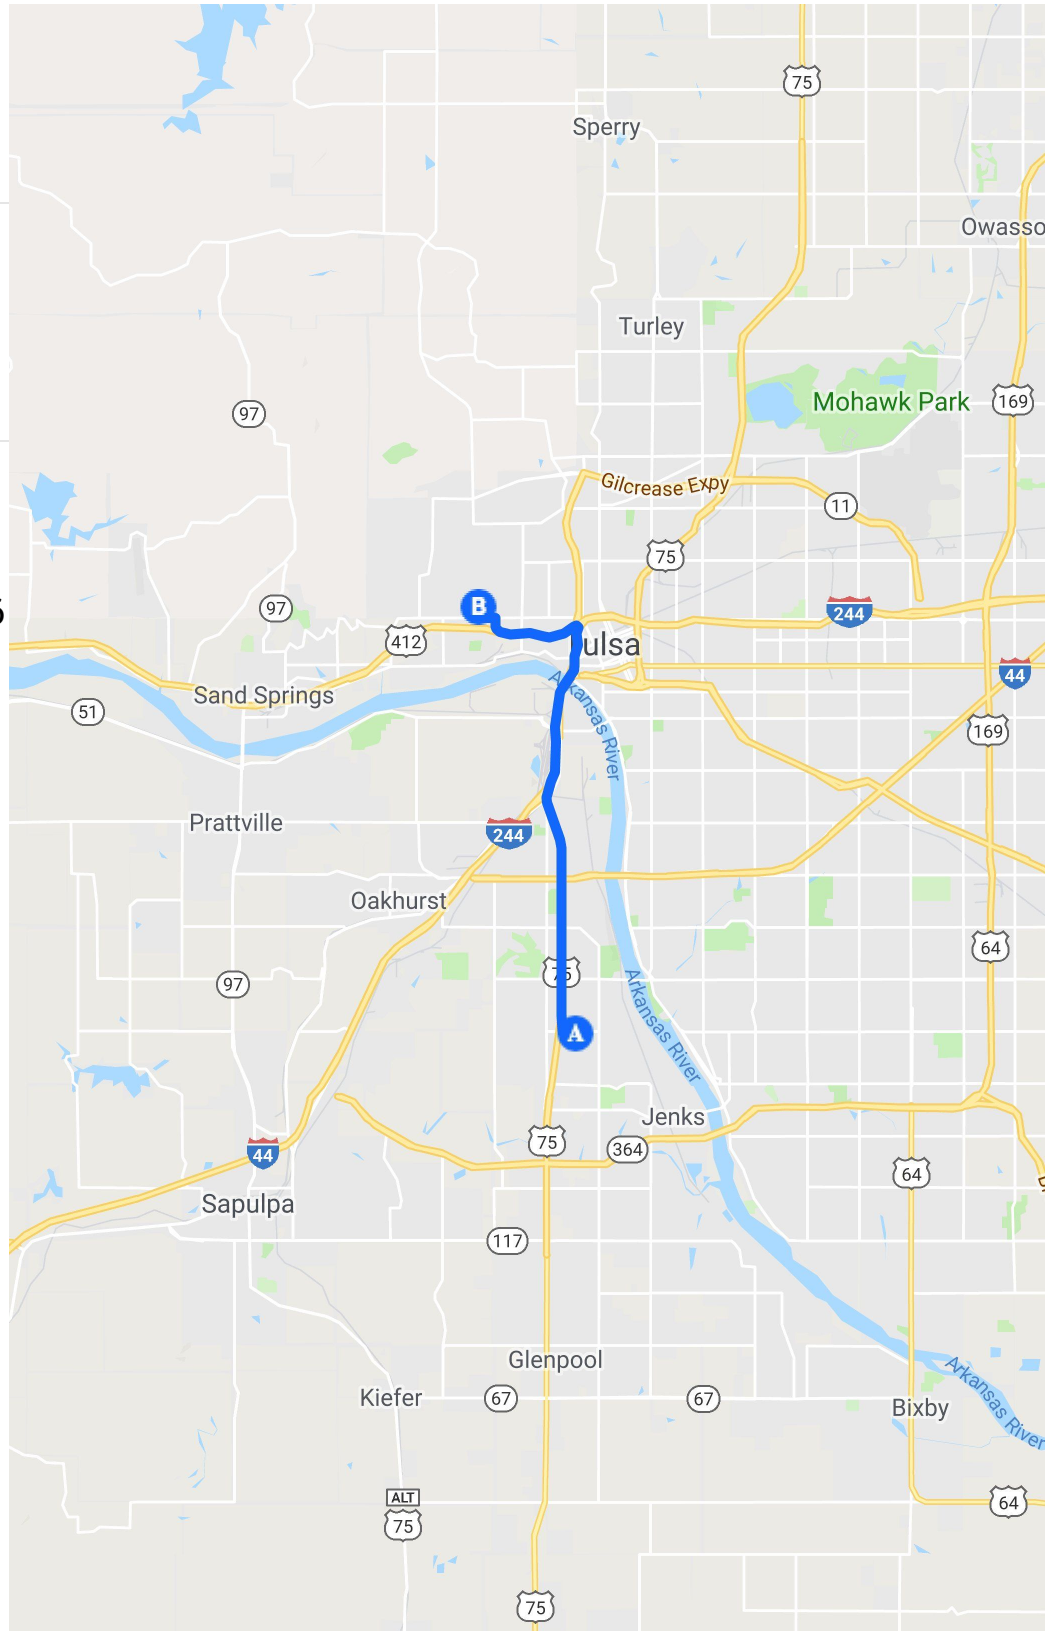 75
Sperry
Owasso
Turley
Mohawk Park
169
97
Gilcrease Expy
11
75
B
97
244
412
ulsa
44
Sand Springs
Arkansas River
51
169
Prattville
244
Oakhurst
64
75
97
Arkansas River
A
Jenks
75
364
44
64
Sapulpa
117
Glenpool
Kiefer
67
67
Arkansas River
Bixby
ALT
75
64
75